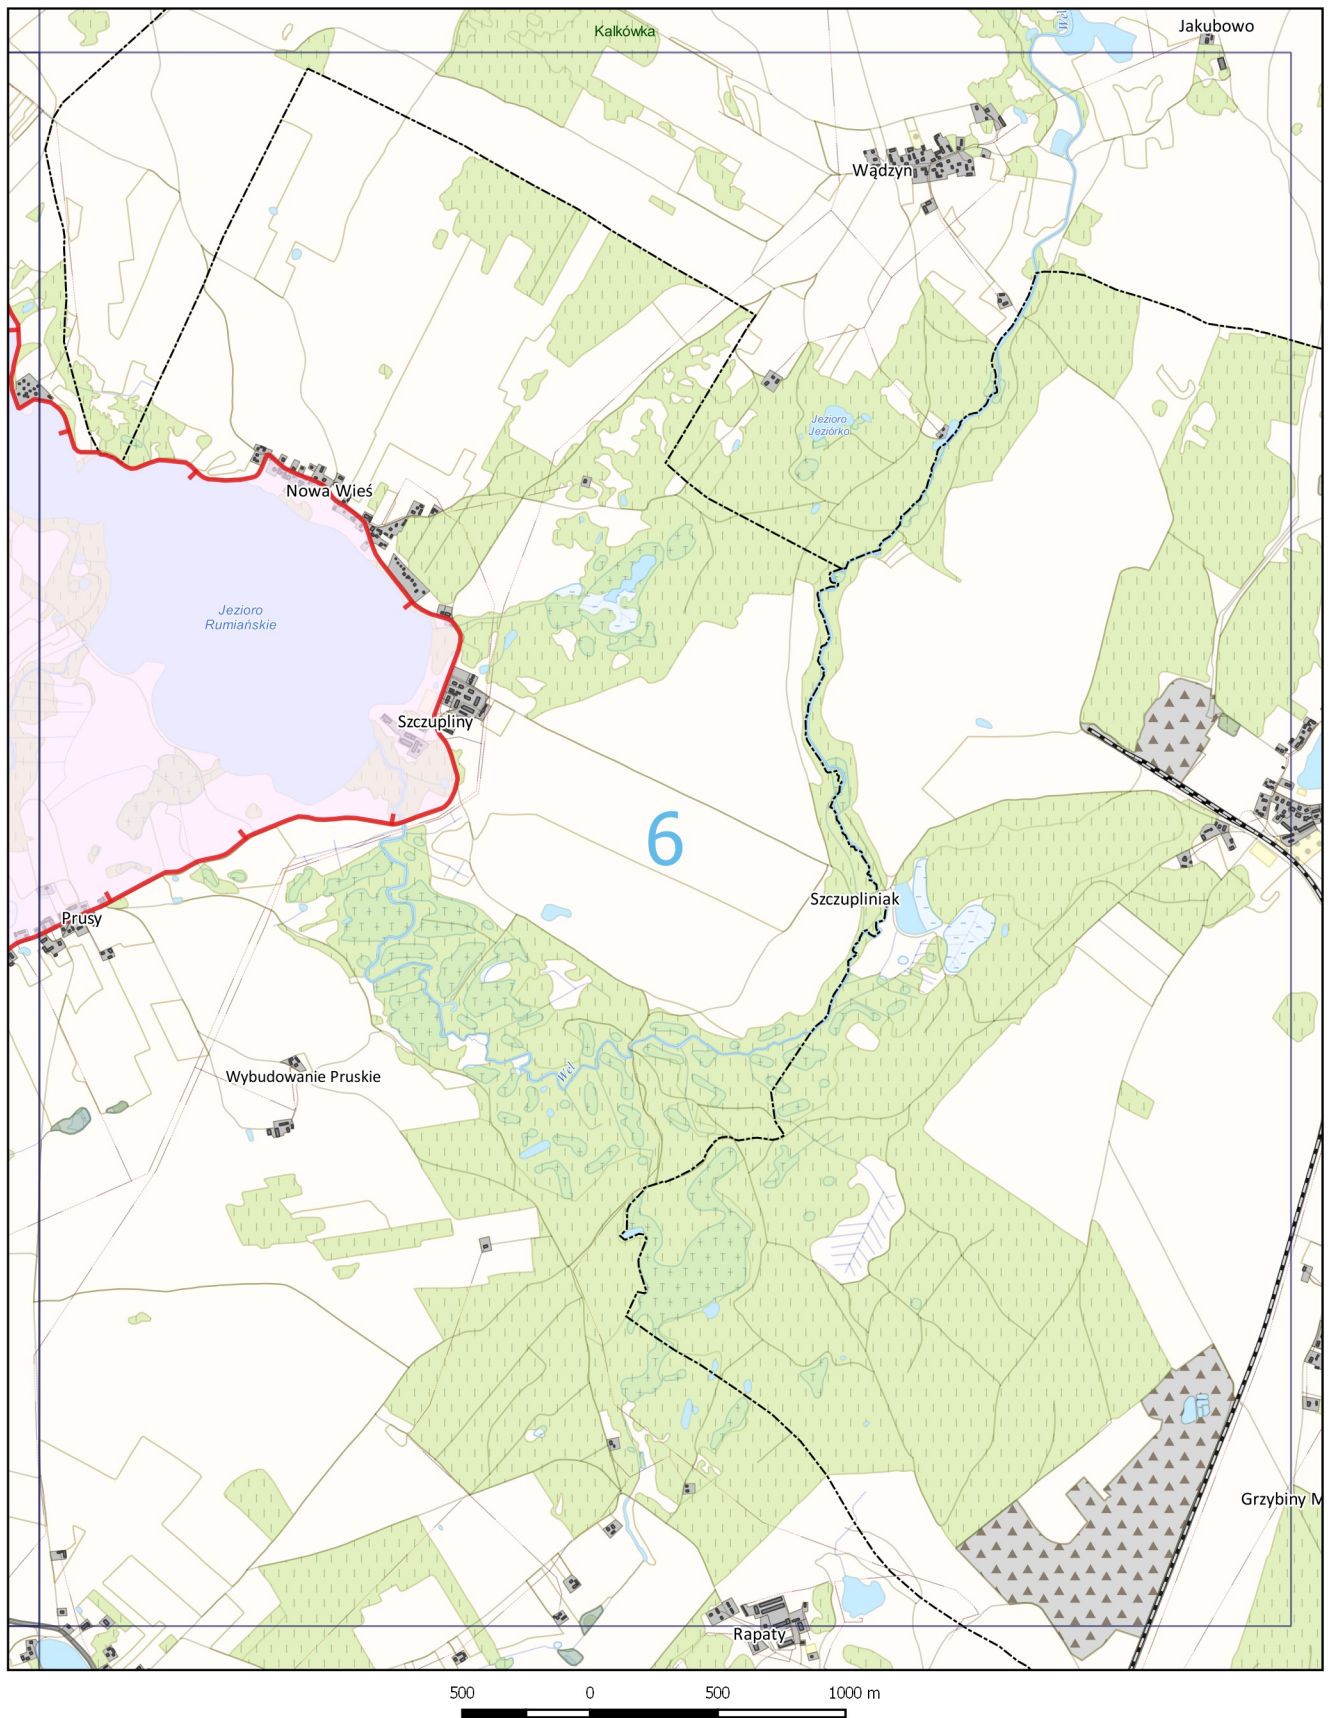 Wel
Jakubowo
Kalkówka
Wądzyn
Jezioro
Jeziórko
Nowa Wieś
Jezioro
Rumiańskie
Szczupliny
6
Szczupliniak
Prusy
Wel
Wybudowanie Pruskie
Grzybiny M
Rapaty
500 0 500 1000 m